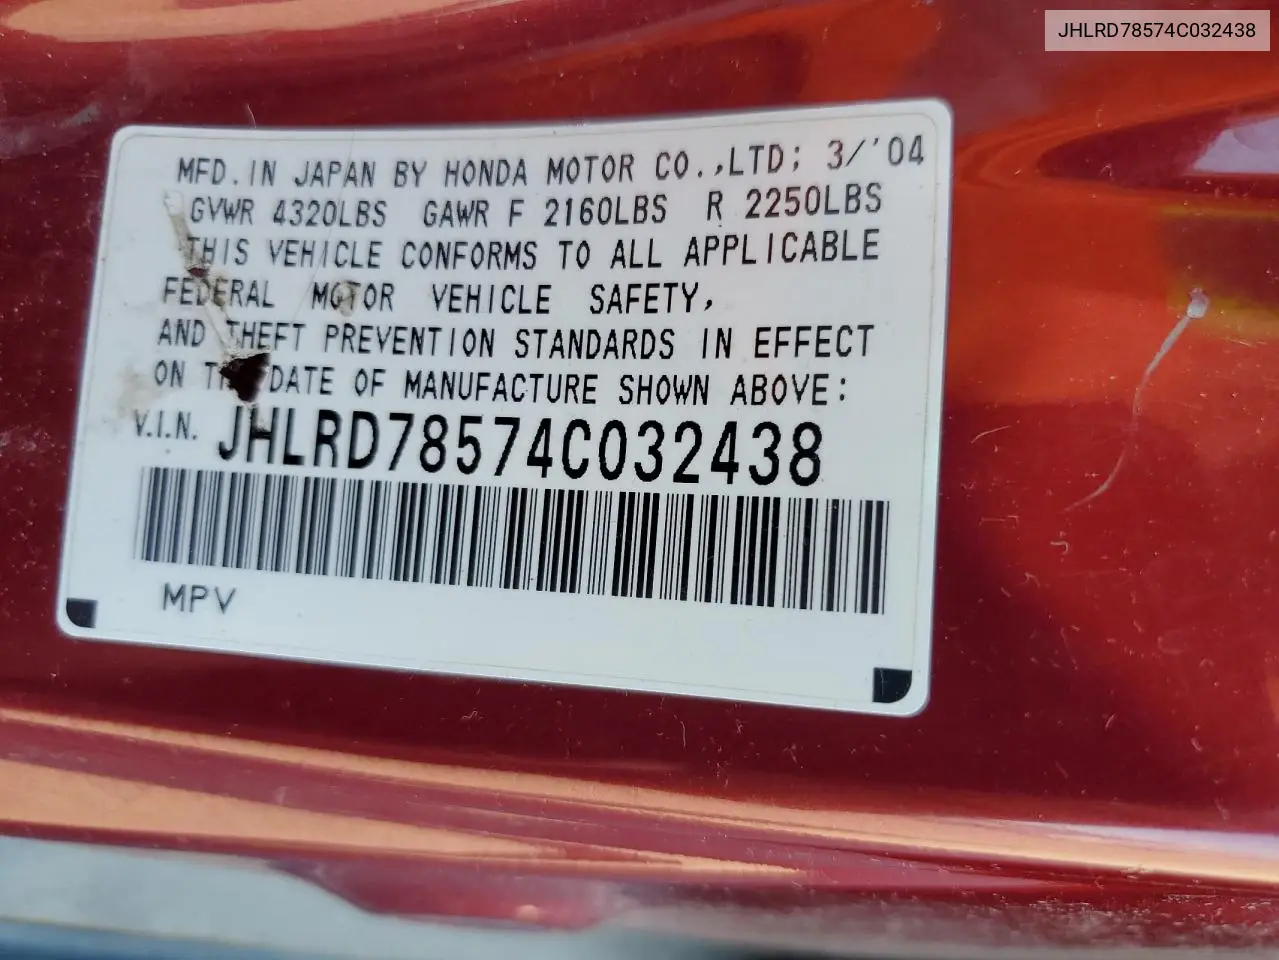 JHLRD78574C032438
MFD. IN JAPAN BY HONDA MOTOR CO.,LTD; 3/'04
GVWR 4320LBS GAWR F 2160LBS R 2250LBS
THIS VEHICLE CONFORMS TO ALL APPLICABLE
FEDERAL MOTOR VEHICLE SAFETY,
AND THEFT PREVENTION STANDARDS IN EFFECT
ON THE DATE OF MANUFACTURE SHOWN ABOVE:
V.I.N. JHLRD78574C032438
MPV